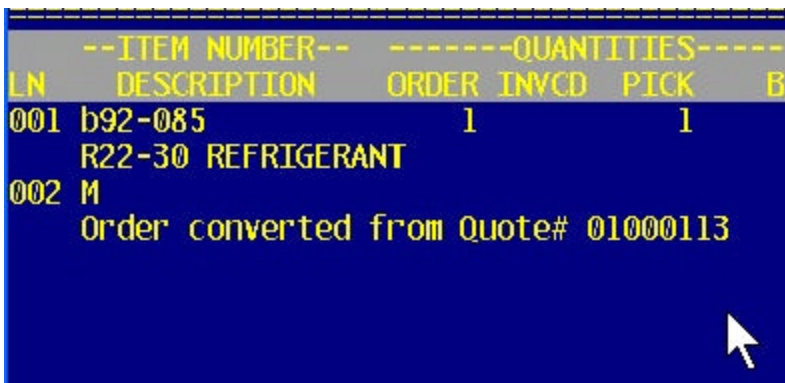 --ITEM NUMBER-- -------QUANTITIES-----
LN DESCRIPTION ORDER INVCD PICK B
001 b92-085 1 1
R22-30 REFRIGERANT
002 M
Order converted from Quote# 01000113